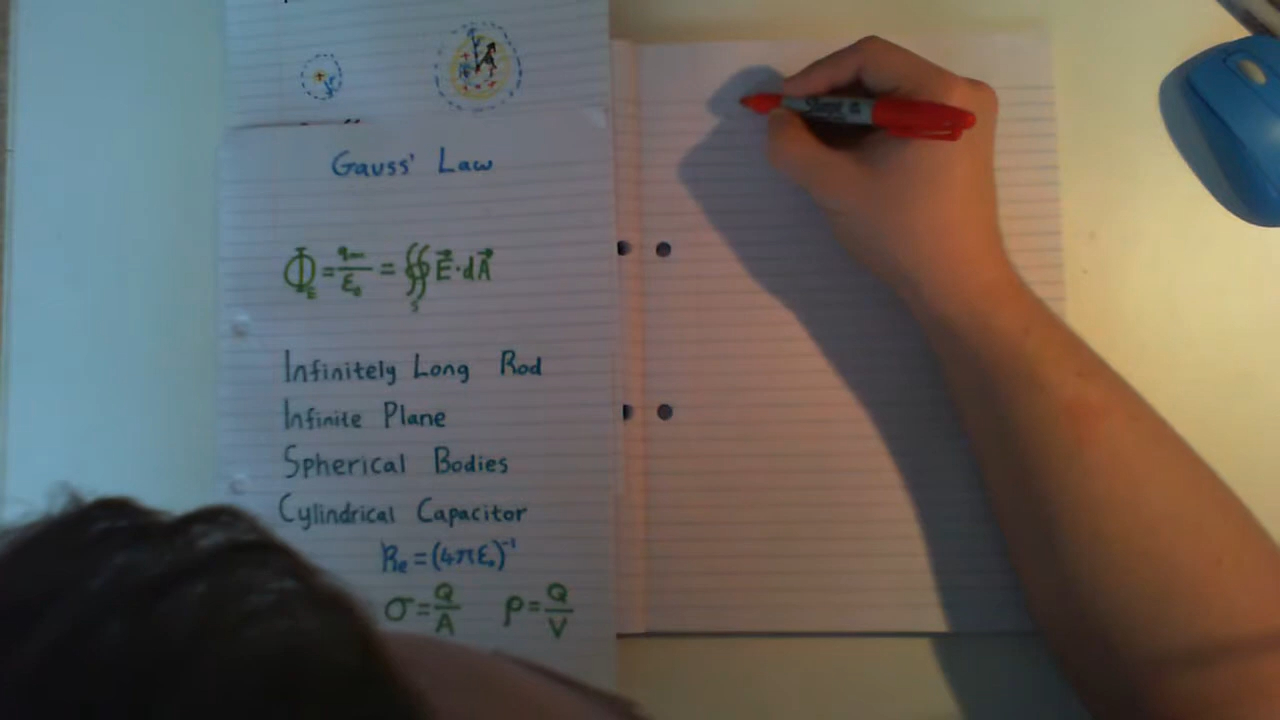 Gauss' Law
Φ_E = q_enc/ε₀ = ∯_S E⃗·dA⃗
Infinitely Long Rod
Infinite Plane
Spherical Bodies
Cylindrical Capacitor
k_e = (4πε₀)⁻¹
σ = Q/A ρ = Q/V
Sharpie